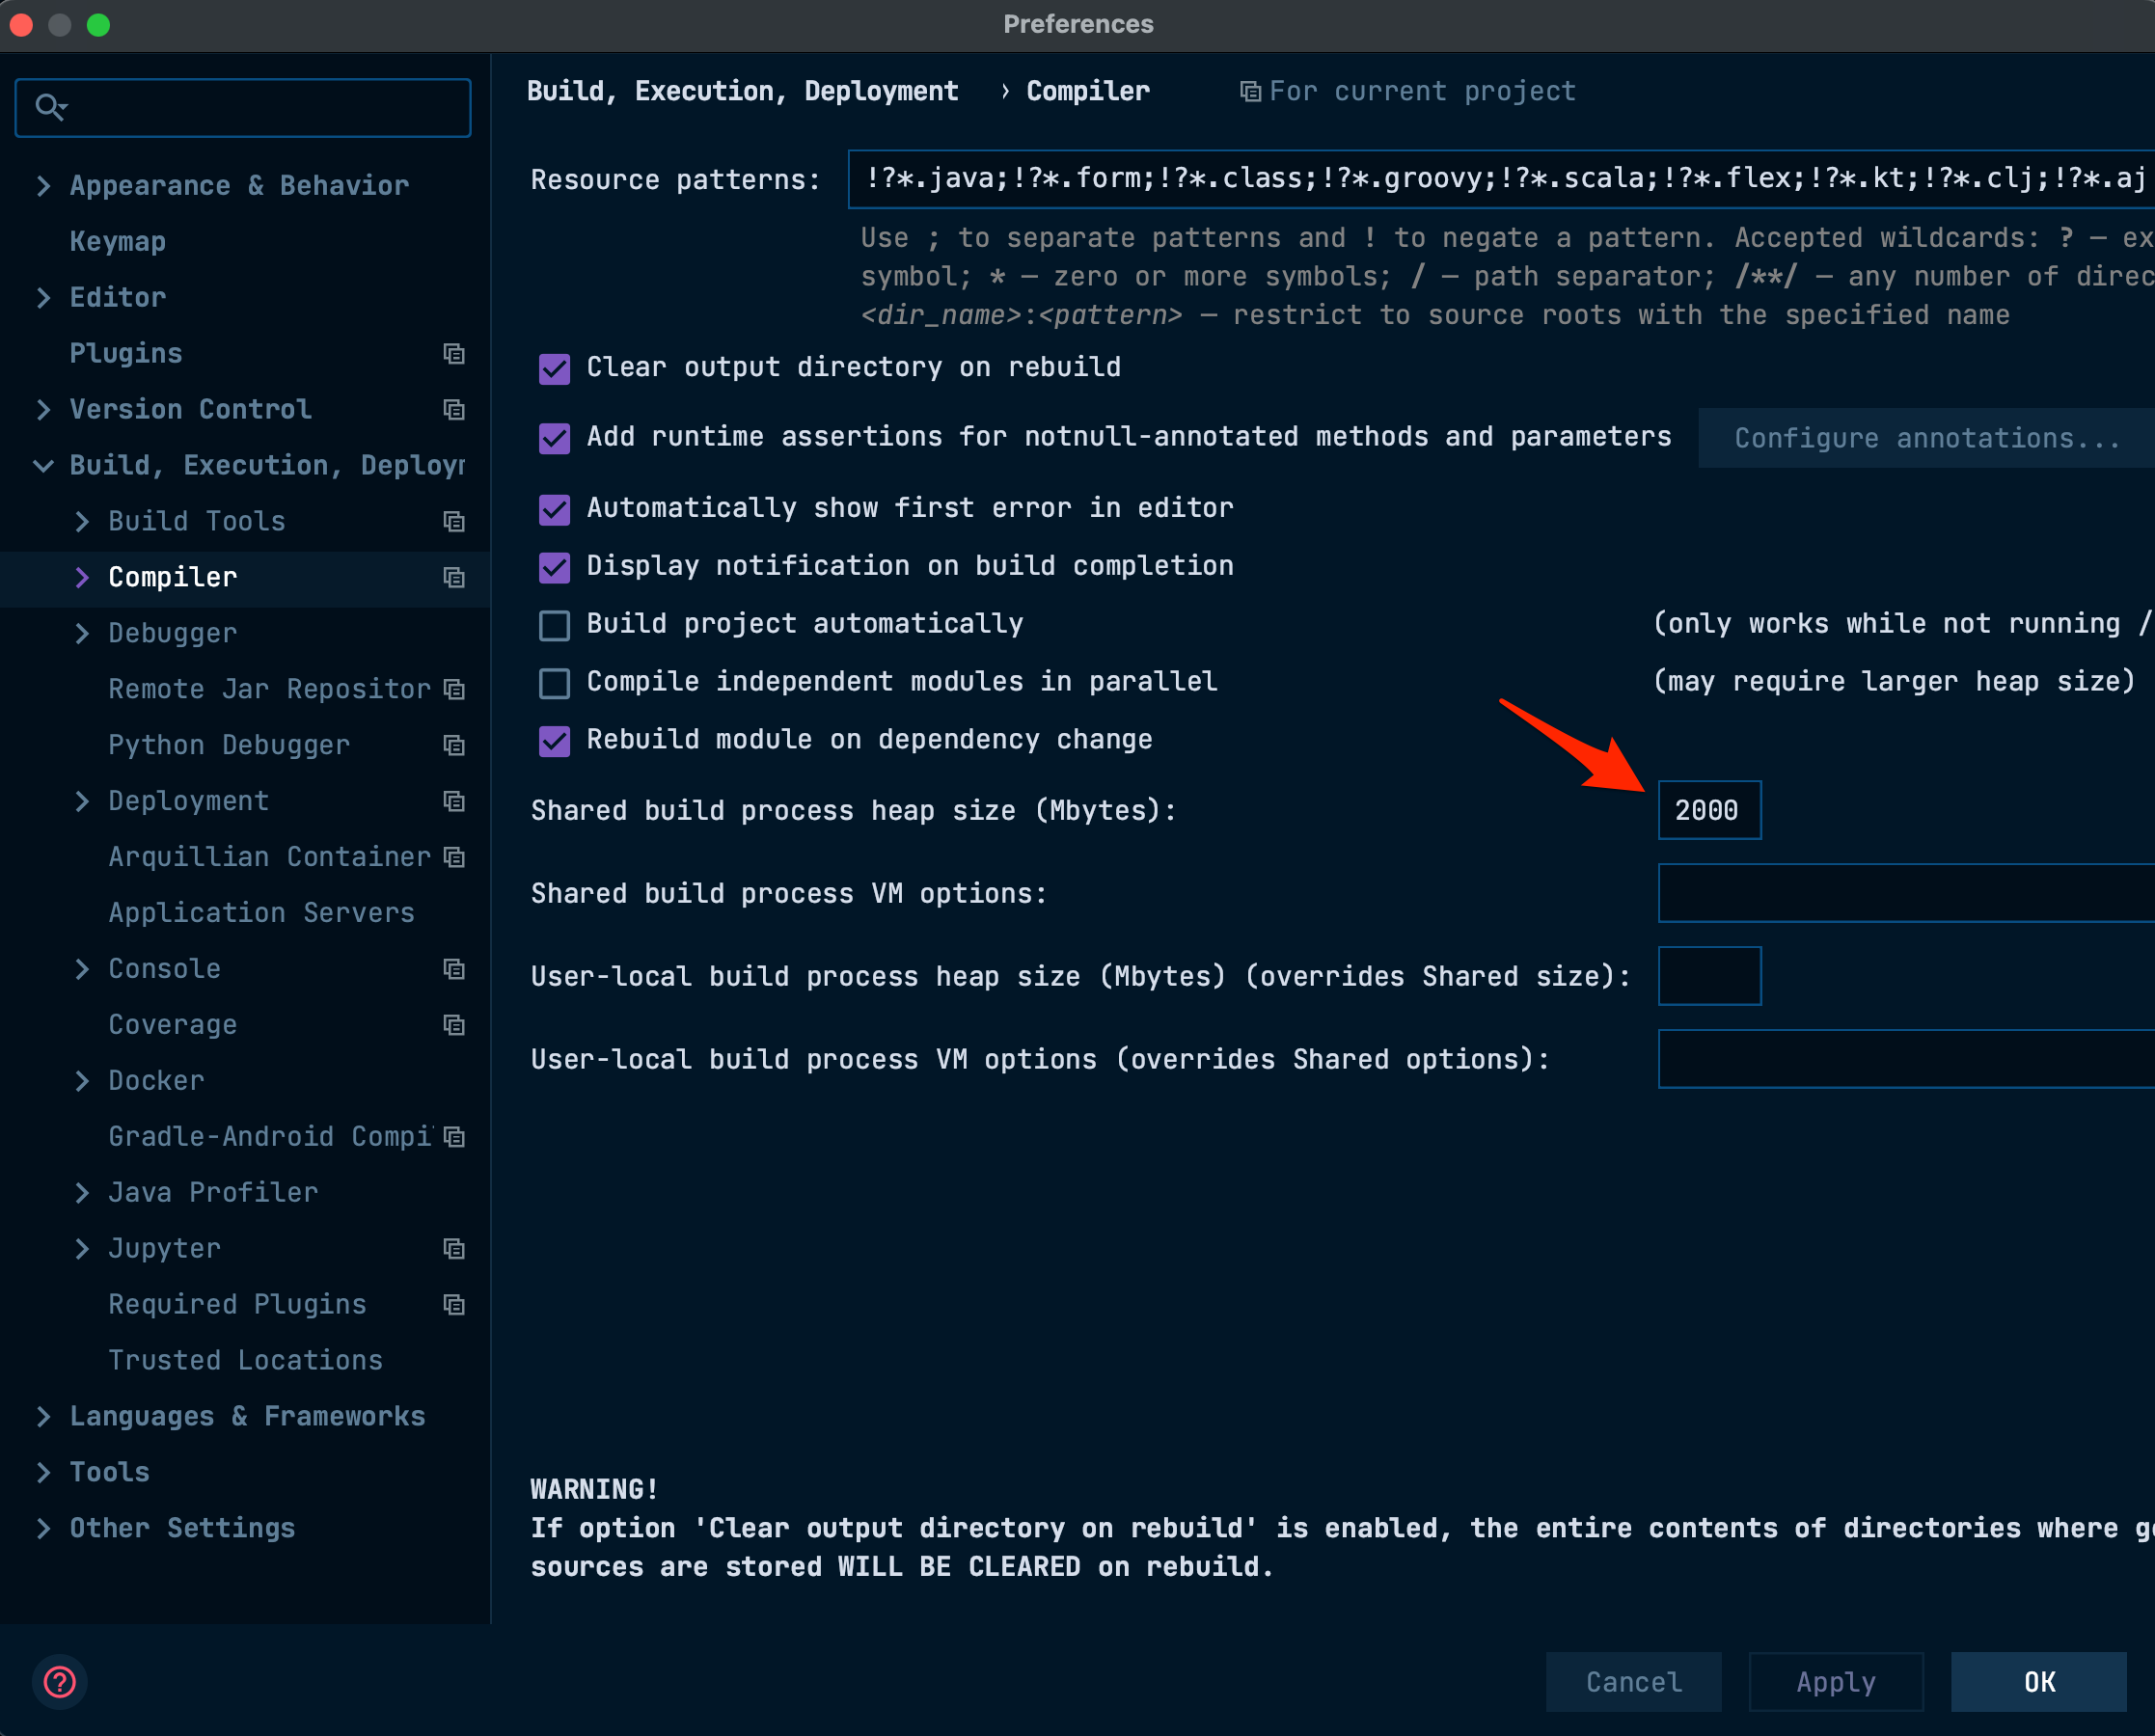 Preferences
Appearance & Behavior
Keymap
Editor
Plugins
Version Control
Build, Execution, Deployr
Build Tools
Compiler
Debugger
Remote Jar Repositor
Python Debugger
Deployment
Arquillian Container
Application Servers
Console
Coverage
Docker
Gradle-Android Compi
Java Profiler
Jupyter
Required Plugins
Trusted Locations
Languages & Frameworks
Tools
Other Settings
Build, Execution, Deployment › Compiler For current project
Resource patterns: !?*.java;!?*.form;!?*.class;!?*.groovy;!?*.scala;!?*.flex;!?*.kt;!?*.clj;!?*.aj
Use ; to separate patterns and ! to negate a pattern. Accepted wildcards: ? — ex
symbol; * — zero or more symbols; / — path separator; /**/ — any number of direc
<dir_name>:<pattern> — restrict to source roots with the specified name
Clear output directory on rebuild
Add runtime assertions for notnull-annotated methods and parameters Configure annotations...
Automatically show first error in editor
Display notification on build completion
Build project automatically (only works while not running /
Compile independent modules in parallel (may require larger heap size)
Rebuild module on dependency change
Shared build process heap size (Mbytes): 2000
Shared build process VM options:
User-local build process heap size (Mbytes) (overrides Shared size):
User-local build process VM options (overrides Shared options):
WARNING!
If option 'Clear output directory on rebuild' is enabled, the entire contents of directories where ge
sources are stored WILL BE CLEARED on rebuild.
?
Cancel
Apply
OK